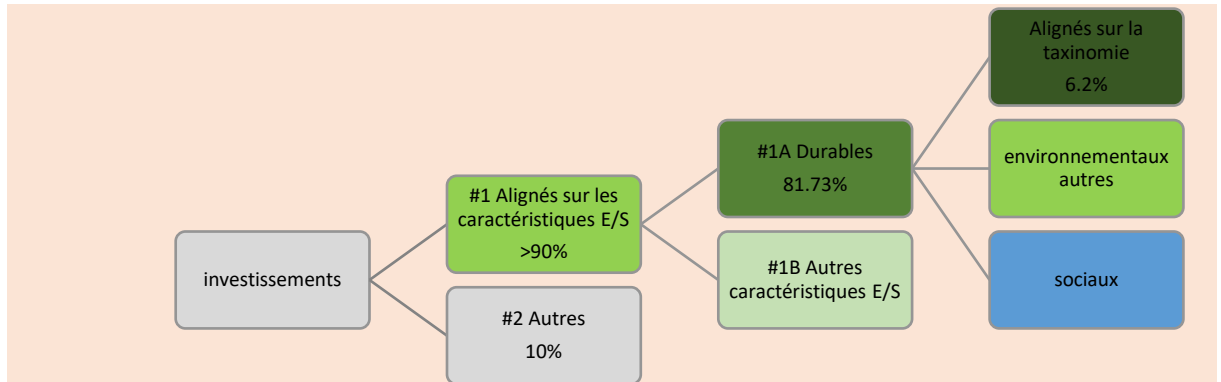 investissements
#1 Alignés sur les
caractéristiques E/S
>90%
#2 Autres
10%
#1A Durables
81.73%
#1B Autres
caractéristiques E/S
Alignés sur la
taxinomie
6.2%
environnementaux
autres
sociaux